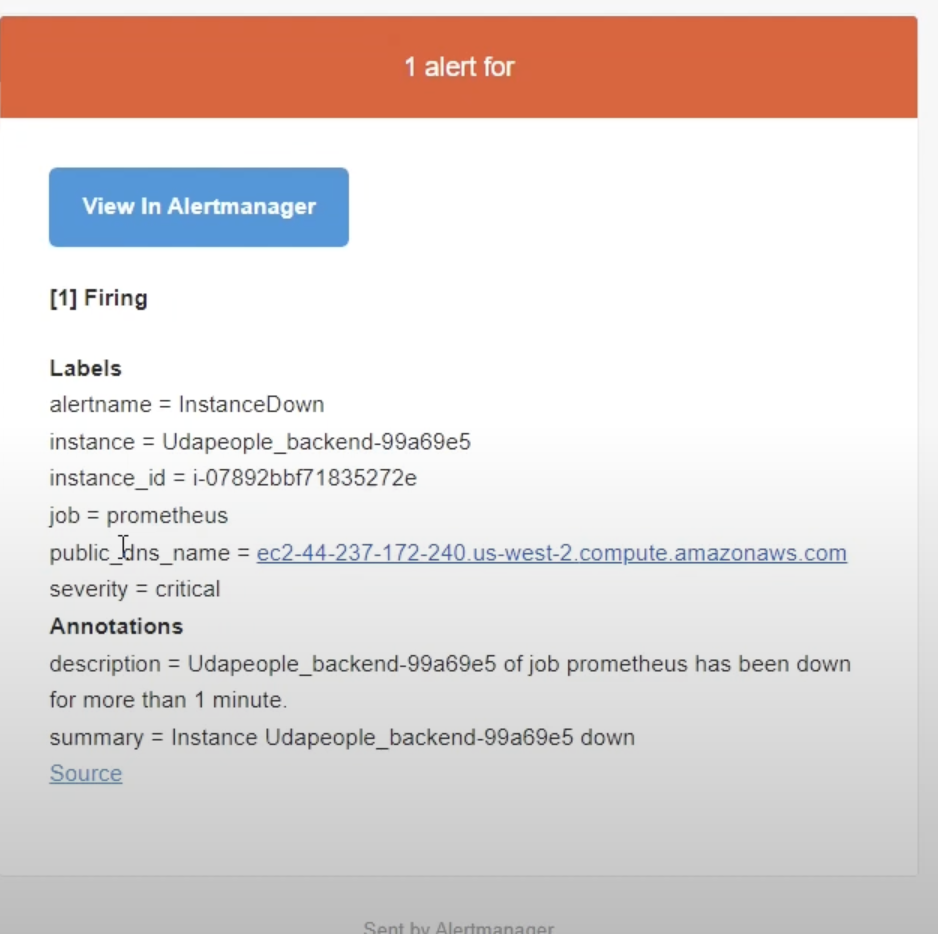 1 alert for
View In Alertmanager
[1] Firing
Labels
alertname = InstanceDown
instance = Udapeople_backend-99a69e5
instance_id = i-07892bbf71835272e
job = prometheus
public_dns_name = ec2-44-237-172-240.us-west-2.compute.amazonaws.com
severity = critical
Annotations
description = Udapeople_backend-99a69e5 of job prometheus has been down
for more than 1 minute.
summary = Instance Udapeople_backend-99a69e5 down
Source
Sent by Alertmanager